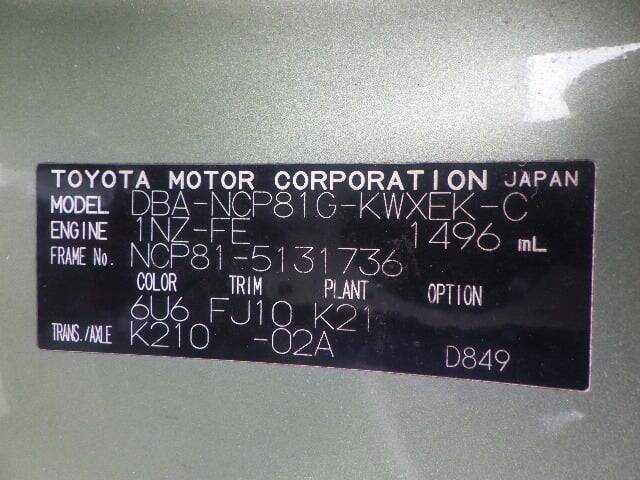 TOYOTA MOTOR CORPORATION JAPAN
MODEL DBA-NCP81G-KWXEK-C
ENGINE 1NZ-FE 1496 mL
FRAME No. NCP81-5131736
COLOR TRIM PLANT OPTION
6U6 FJ10 K21
TRANS./AXLE K210 -02A
D849